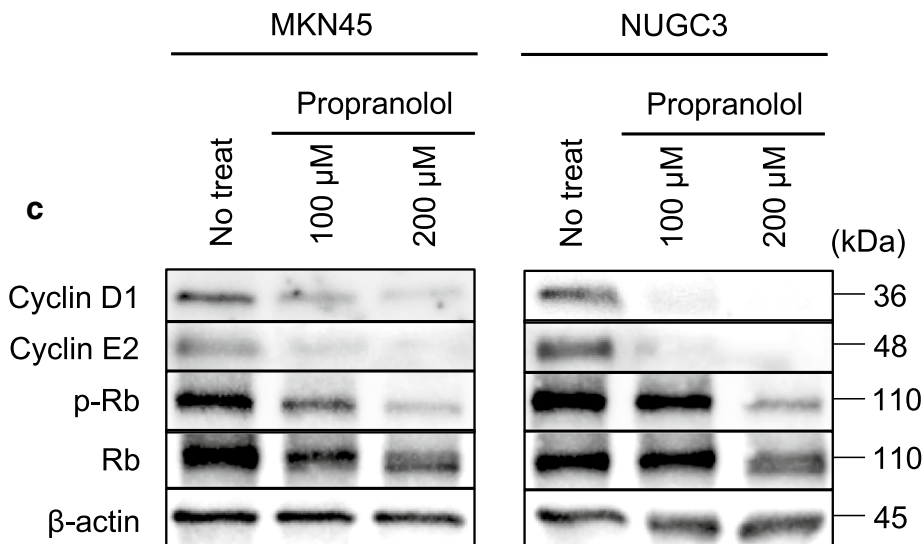 MKN45 NUGC3
Propranolol Propranolol
c No treat 100 µM 200 µM No treat 100 µM 200 µM (kDa)
Cyclin D1 36
Cyclin E2 48
p-Rb 110
Rb 110
β-actin 45